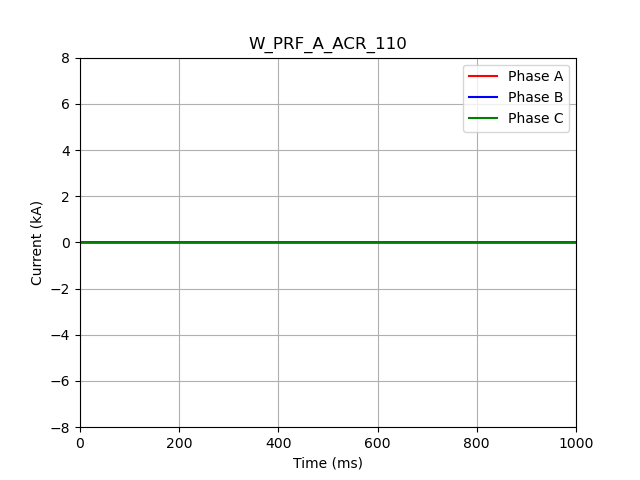 W_PRF_A_ACR_110
8
6
4
2
0
−2
−4
−6
−8
Current (kA)
Phase A
Phase B
Phase C
0 200 400 600 800 1000
Time (ms)